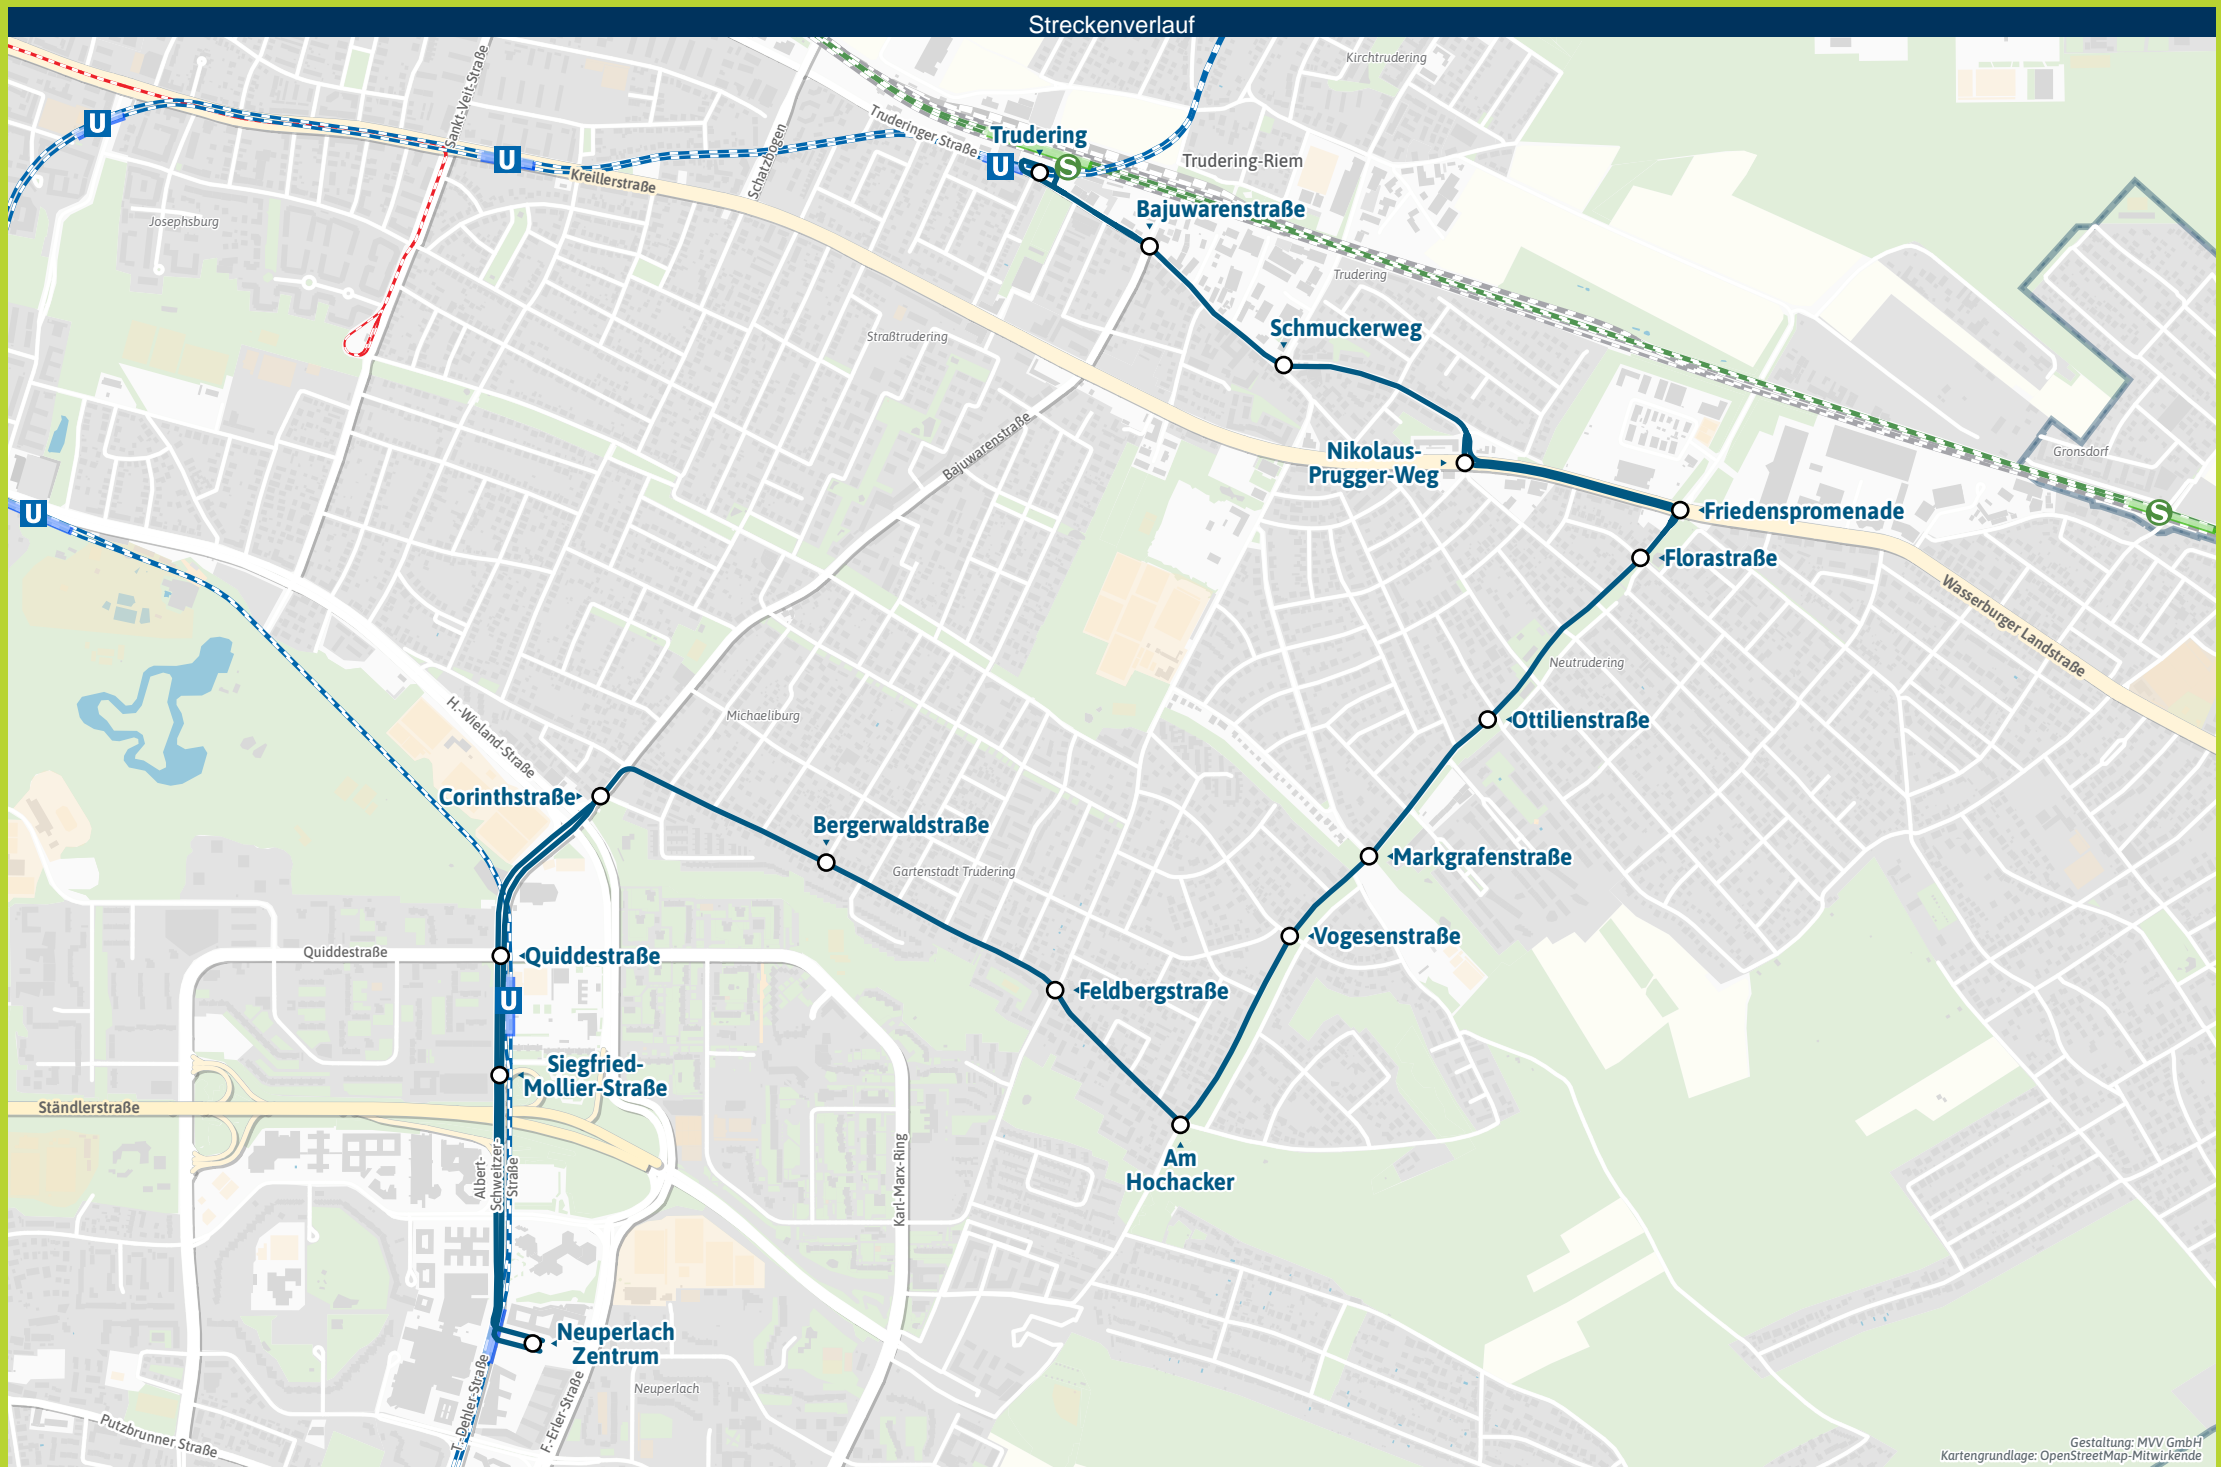 Streckenverlauf
Kirchtrudering
Sankt-Veit-Straße
U
Truderinger Straße
Schatzbogen
Trudering
U
Kreillerstraße
U
S
Trudering-Riem
Josephsburg
Bajuwarenstraße
Trudering
Schmuckerweg
Straßtrudering
Bajuwarenstraße
Nikolaus-
Prugger-Weg
Gronsdorf
U
Friedenspromenade
S
Florastraße
Wasserburger Landstraße
Neutrudering
H.-Wieland-Straße
Michaeliburg
Ottilienstraße
Corinthstraße
Bergerwaldstraße
Gartenstadt Trudering
Markgrafenstraße
Quiddestraße
Quiddestraße
Vogesenstraße
U
Feldbergstraße
Siegfried-
Mollier-Straße
Ständlerstraße
Albert-
Schweitzer-
Straße
Karl-Marx-Ring
Am
Hochacker
Neuperlach
Zentrum
T.-Dehler-Straße
F.-Erler-Straße
Neuperlach
Putzbrunner Straße
Gestaltung: MVV GmbH
Kartengrundlage: OpenStreetMap-Mitwirkende